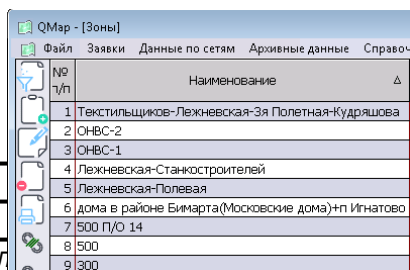 QMap - [Зоны]
Файл Заявки Данные по сетям Архивные данные
№ п/п Наименование
1 Текстильщиков-Лежневская-3я Полетная-Кудряшова
2 ОНВС-2
3 ОНВС-1
4 Лежневская-Станкостроителей
5 Лежневская-Полевая
6 дома в районе Бимарта(Московские дома)+п Игнатово
7 500 П/О 14
8 500
9 300